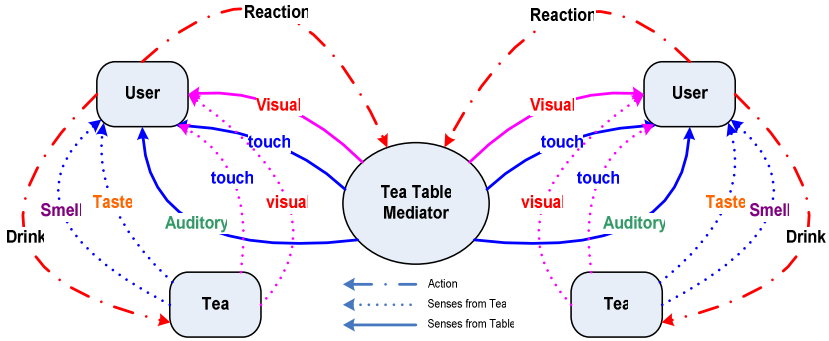 Reaction
Reaction
User
User
Visual
Visual
touch
touch
Tea Table
Mediator
touch
visual
visual
touch
Smell
Taste
Taste
Smell
Auditory
Auditory
Drink
Drink
Tea
Tea
Action
Senses from Tea
Senses from Table